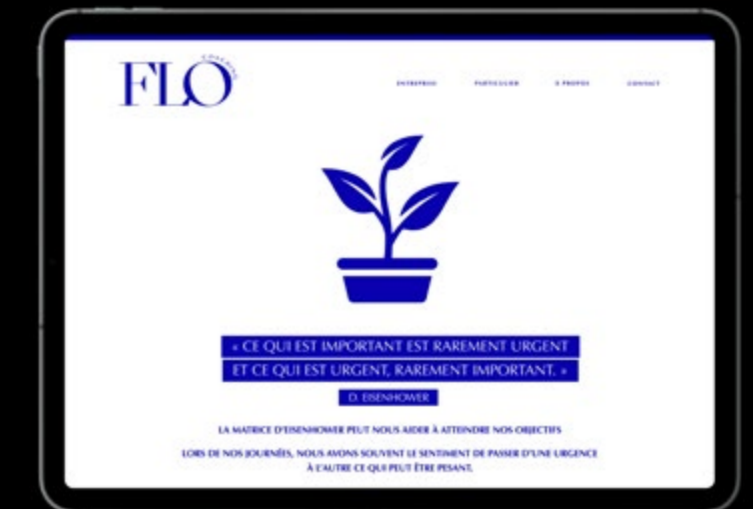 FLO
COACHING
ENTREPRISE
PARTICULIER
À PROPOS
CONTACT
« CE QUI EST IMPORTANT EST RAREMENT URGENT
ET CE QUI EST URGENT, RAREMENT IMPORTANT. »
D. EISENHOWER
LA MATRICE D'EISENHOWER PEUT NOUS AIDER À ATTEINDRE NOS OBJECTIFS
LORS DE NOS JOURNÉES, NOUS AVONS SOUVENT LE SENTIMENT DE PASSER D'UNE URGENCE
À L'AUTRE CE QUI PEUT ÊTRE PESANT.